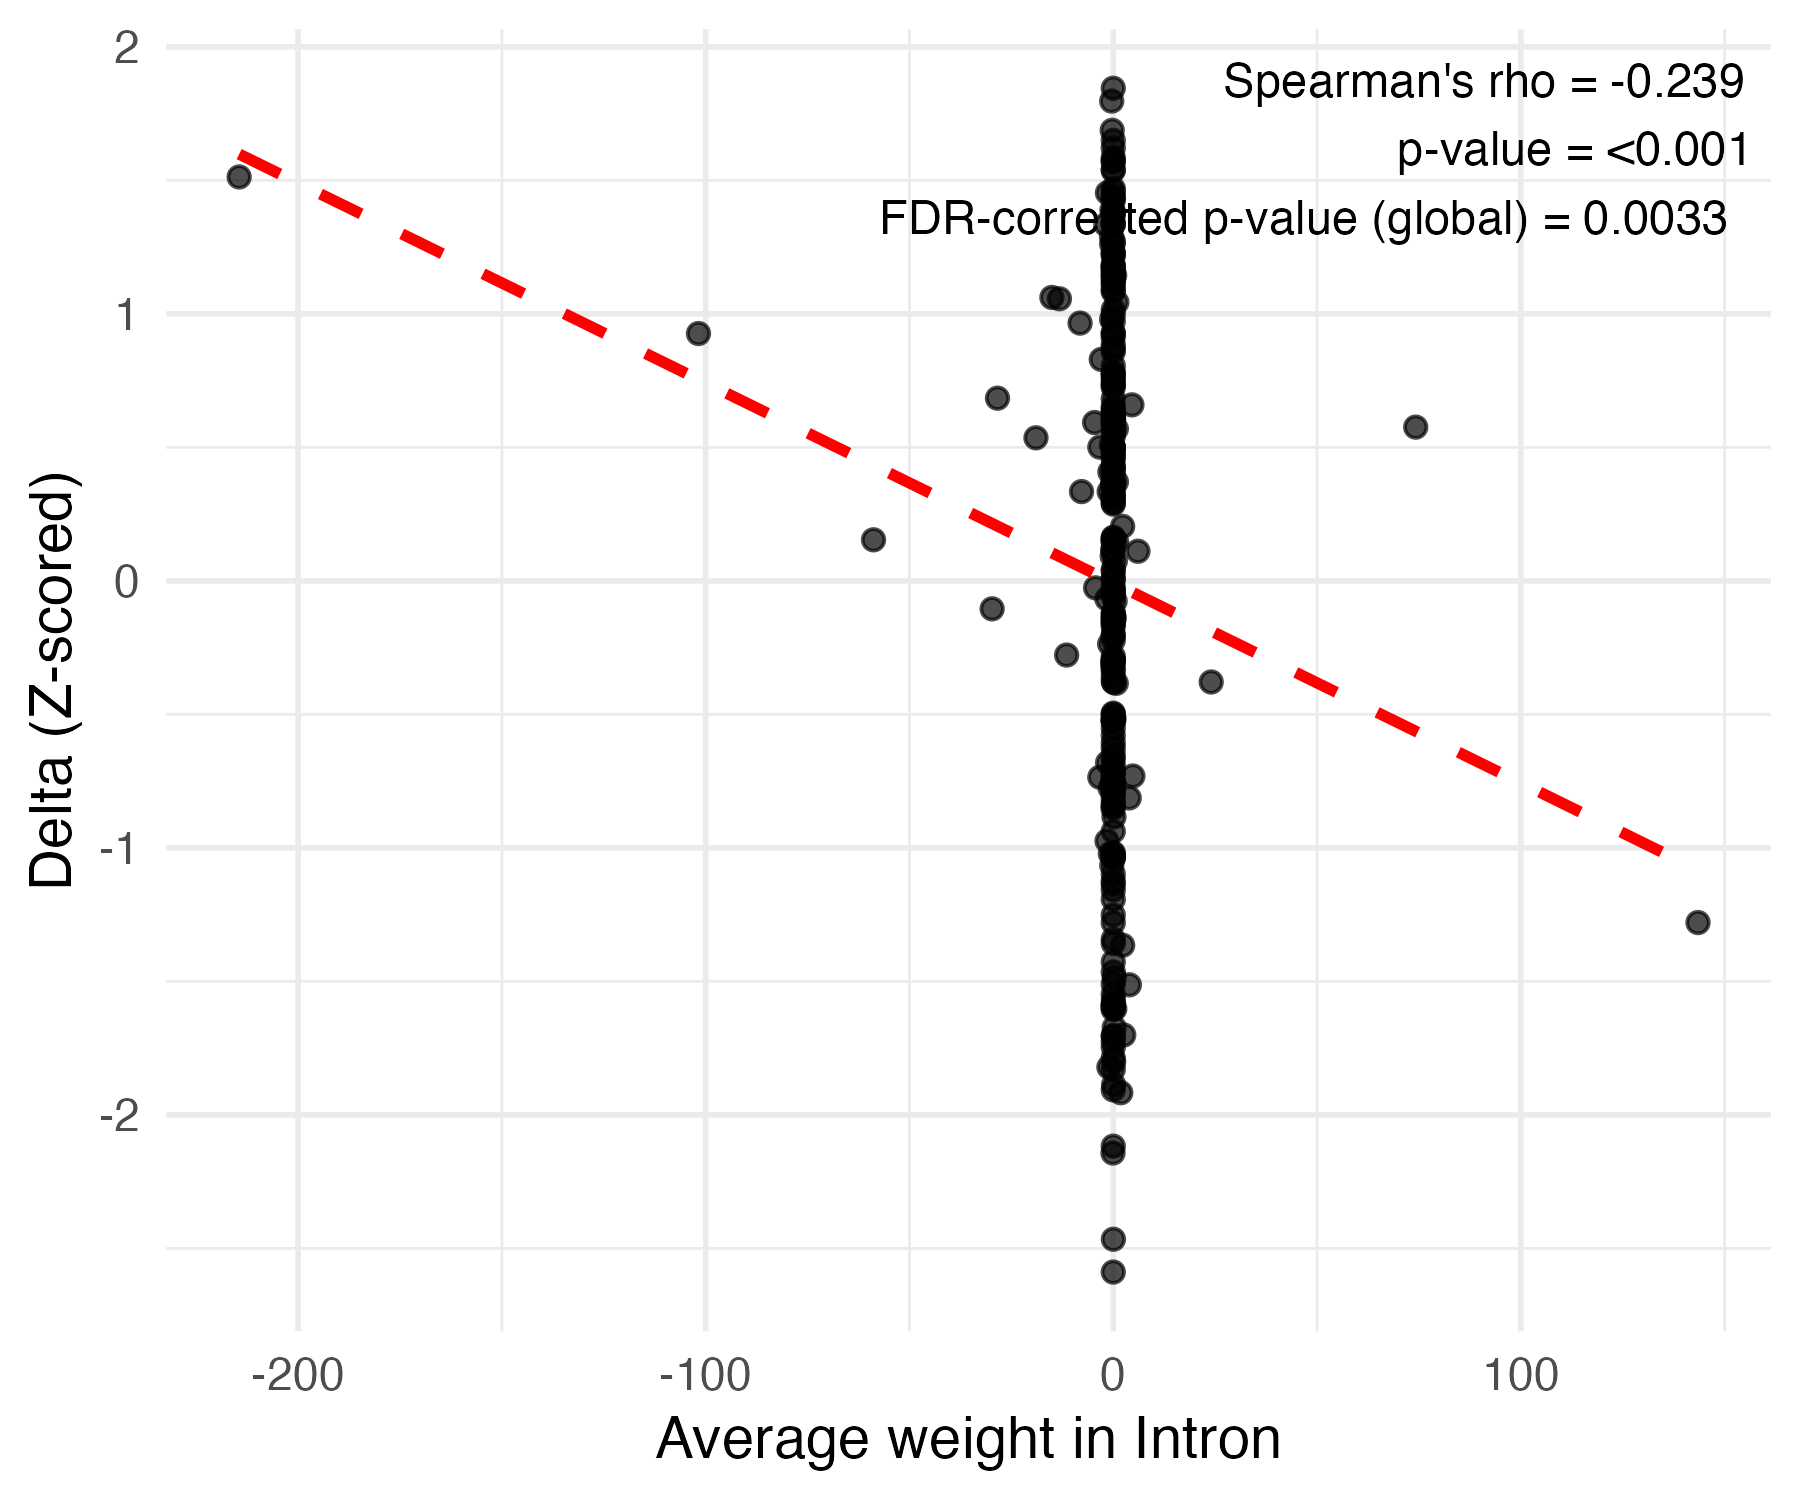 Spearman's rho = -0.239
p-value = <0.001
FDR-corrected p-value (global) = 0.0033
2
1
0
-1
-2
Delta (Z-scored)
-200
-100
0
100
Average weight in Intron